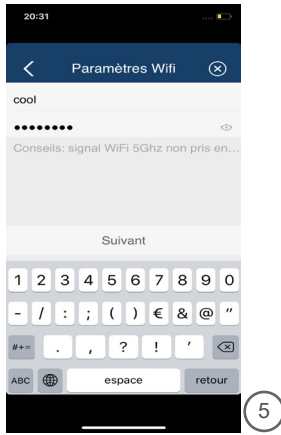 20:31
Paramètres Wifi
cool
••••••••
Conseils: signal WiFi 5Ghz non pris en...
Suivant
1 2 3 4 5 6 7 8 9 0
- / : ; ( ) € & @ "
#+= . , ? ! '
ABC espace retour
5